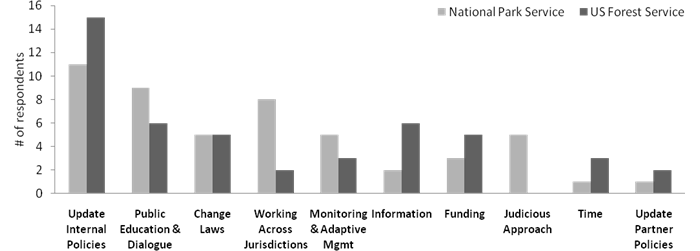 National Park Service
US Forest Service
# of respondents
16
14
12
10
8
6
4
2
0
Update
Internal
Policies
Public
Education &
Dialogue
Change
Laws
Working
Across
Jurisdictions
Monitoring
& Adaptive
Mgmt
Information
Funding
Judicious
Approach
Time
Update
Partner
Policies